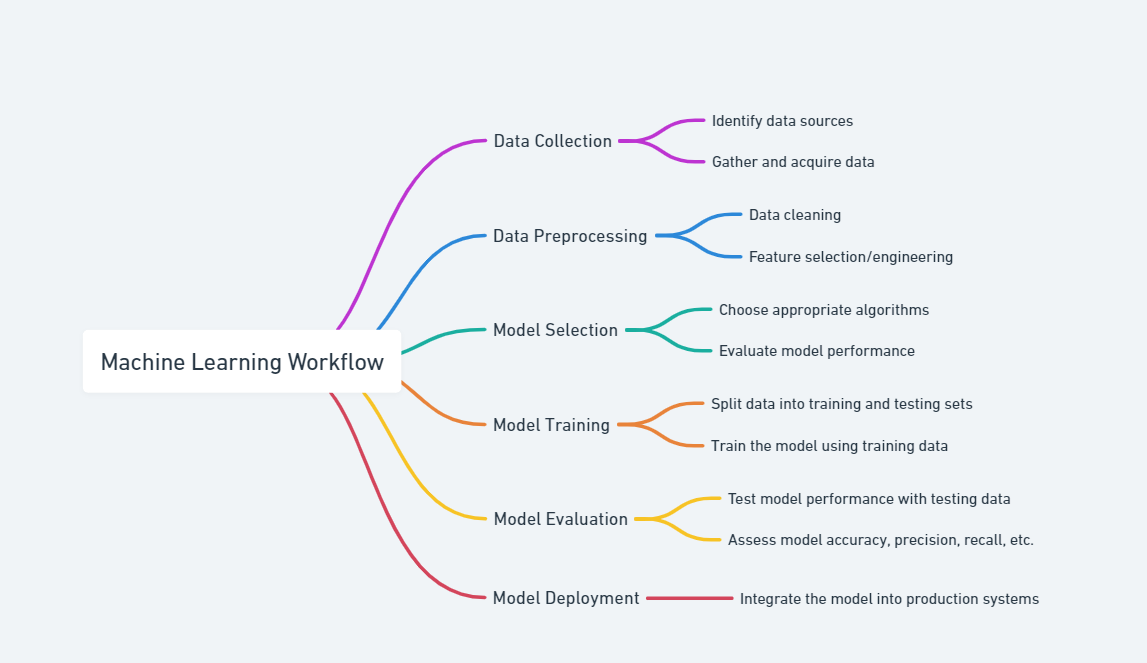 Machine Learning Workflow
Data Collection
Identify data sources
Gather and acquire data
Data Preprocessing
Data cleaning
Feature selection/engineering
Model Selection
Choose appropriate algorithms
Evaluate model performance
Model Training
Split data into training and testing sets
Train the model using training data
Model Evaluation
Test model performance with testing data
Assess model accuracy, precision, recall, etc.
Model Deployment
Integrate the model into production systems